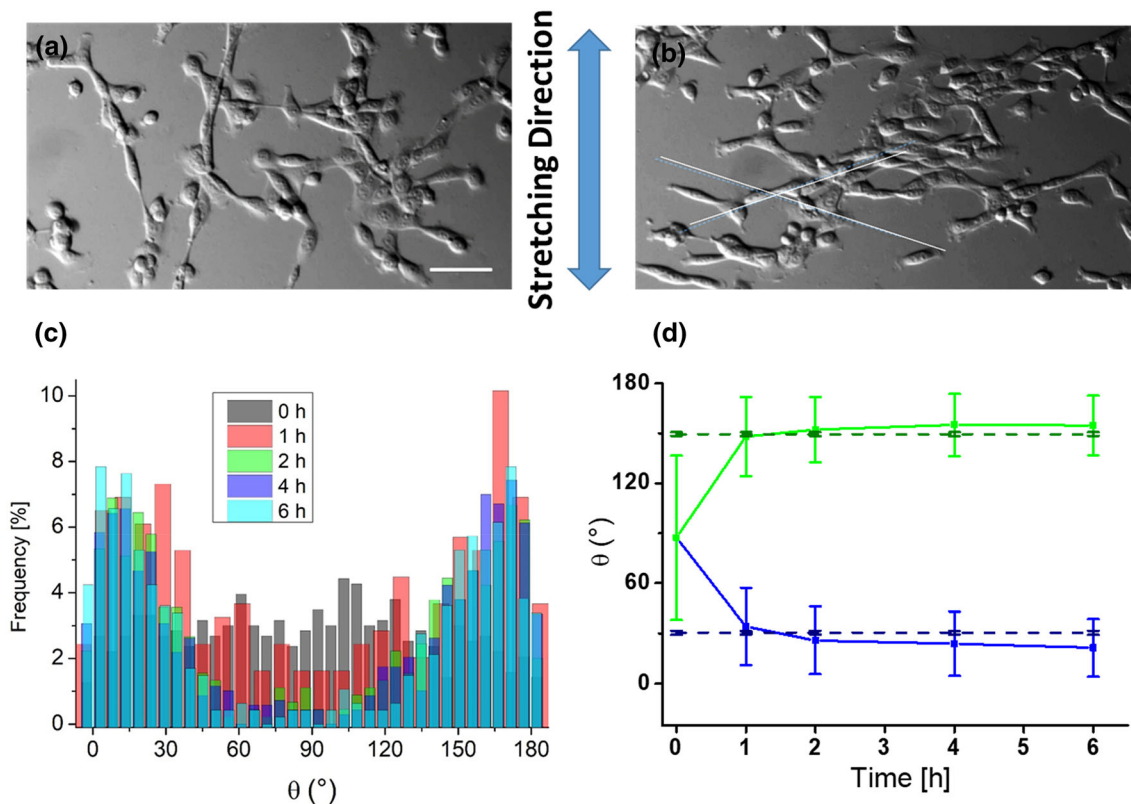 (a)
Stretching Direction
(b)
(c)
10
8
6
4
2
0
Frequency [%]
0 h
1 h
2 h
4 h
6 h
0 30 60 90 120 150 180
θ (°)
(d)
180
120
60
0
θ (°)
0 1 2 3 4 5 6
Time [h]